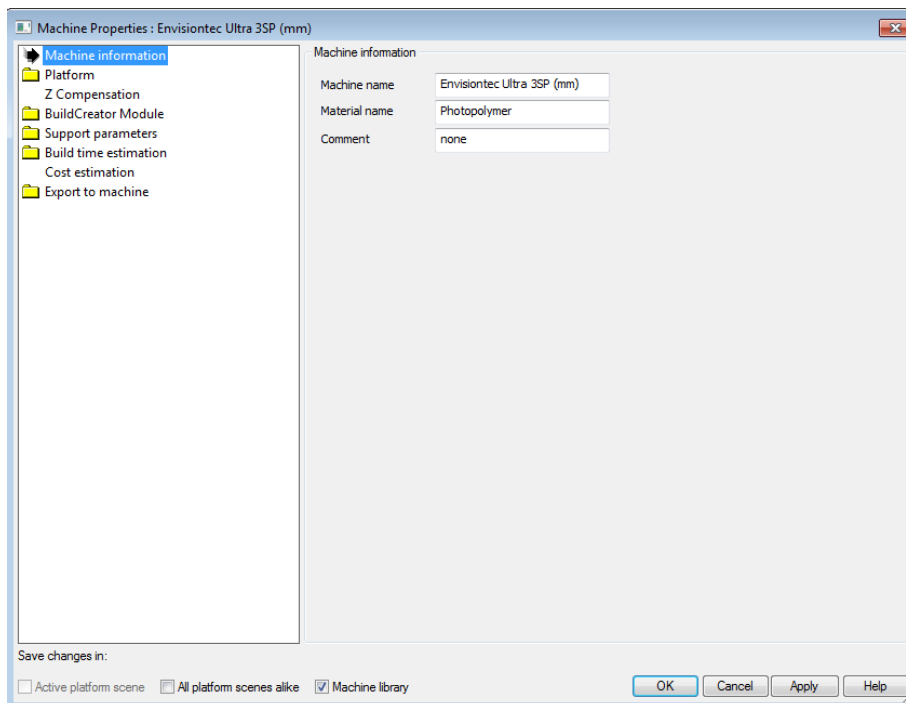 Machine Properties : Envisiontec Ultra 3SP (mm)
Machine information
Platform
Z Compensation
BuildCreator Module
Support parameters
Build time estimation
Cost estimation
Export to machine
Machine information
Machine name Envisiontec Ultra 3SP (mm)
Material name Photopolymer
Comment none
Save changes in:
Active platform scene All platform scenes alike Machine library OK Cancel Apply Help